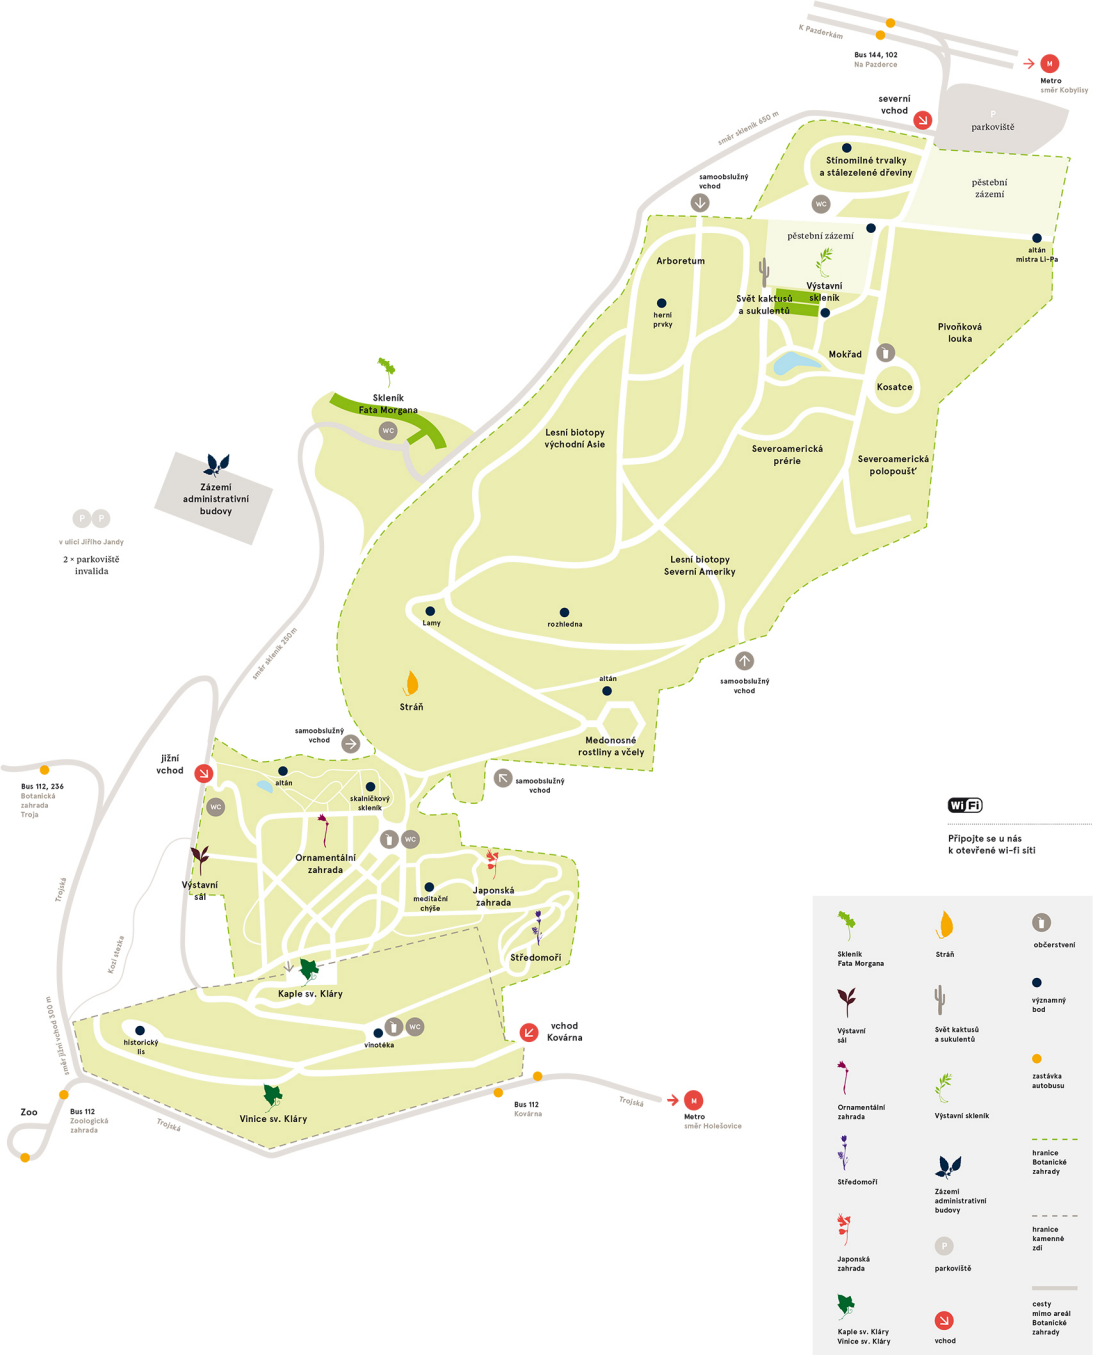 K Pazderkám
Bus 144, 102
Na Pazderce
M
Metro
směr Kobylisy
severní
vchod
P
parkoviště
směr skleník 650 m
samoobslužný
vchod
Stínomilné trvalky
a stálezelené dřeviny
WC
pěstební
zázemí
pěstební zázemí
altán
mistra Li-Pa
Arboretum
Výstavní
skleník
Svět kaktusů
a sukulentů
herní
prvky
Pivoňková
louka
Mokřad
Kosatce
Skleník
Fata Morgana
WC
Lesní biotopy
východní Asie
Severoamerická
prérie
Severoamerická
polopoušť
Zázemí
administrativní
budovy
P
P
v ulici Jiřího Jandy
2 × parkoviště
invalida
Lesní biotopy
Severní Ameriky
Lamy
rozhledna
směr skleník 250 m
samoobslužný
vchod
Stráň
altán
Medonosné
rostliny a včely
samoobslužný
vchod
jižní
vchod
Bus 112, 236
Botanická
zahrada
Troja
altán
samoobslužný
vchod
skalničkový
skleník
WC
WC
Ornamentální
zahrada
Výstavní
sál
meditační
chýše
Japonská
zahrada
Středomoří
Trojská
Kozí stezka
směr jižní vchod 300 m
Kaple sv. Kláry
historický
lis
vinotéka
WC
vchod
Kovárna
Vinice sv. Kláry
Zoo
Bus 112
Zoologická
zahrada
Trojská
Bus 112
Kovárna
Trojská
M
Metro
směr Holešovice
Wi Fi
Připojte se u nás
k otevřené wi-fi síti
Skleník
Fata Morgana
Stráň
občerstvení
Výstavní
sál
Svět kaktusů
a sukulentů
významný
bod
Ornamentální
zahrada
Výstavní skleník
zastávka
autobusu
Středomoří
Zázemí
administrativní
budovy
hranice
Botanické
zahrady
Japonská
zahrada
P
parkoviště
hranice
kamenné
zdi
Kaple sv. Kláry
Vinice sv. Kláry
vchod
cesty
mimo areál
Botanické
zahrady